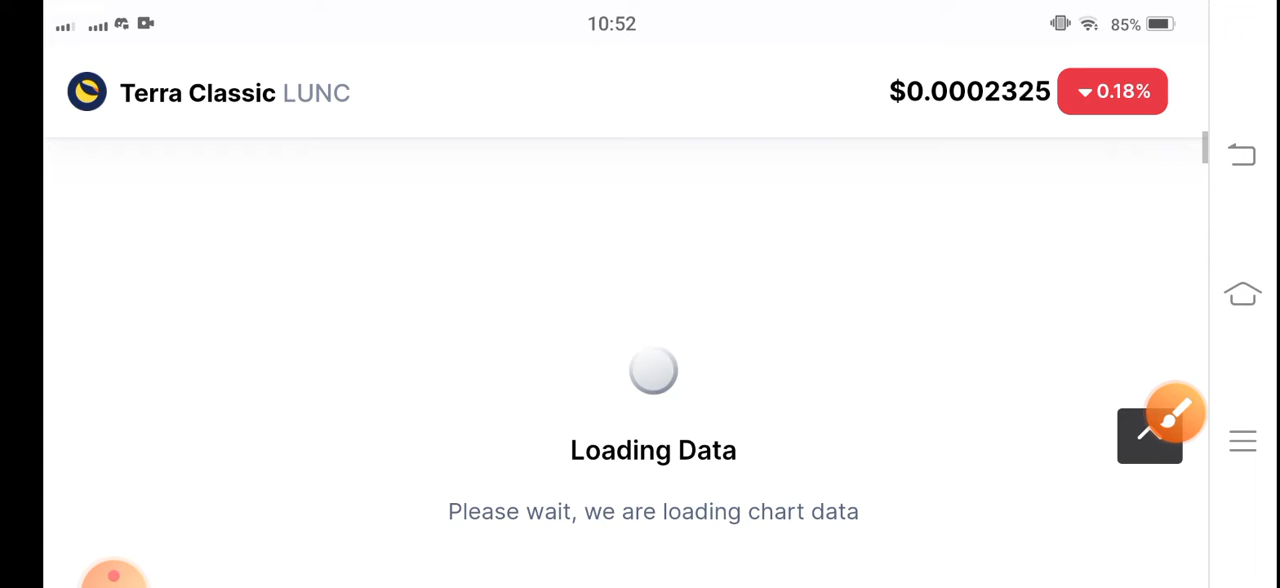 10:52
85%
Terra Classic LUNC
$0.0002325
0.18%
Loading Data
Please wait, we are loading chart data